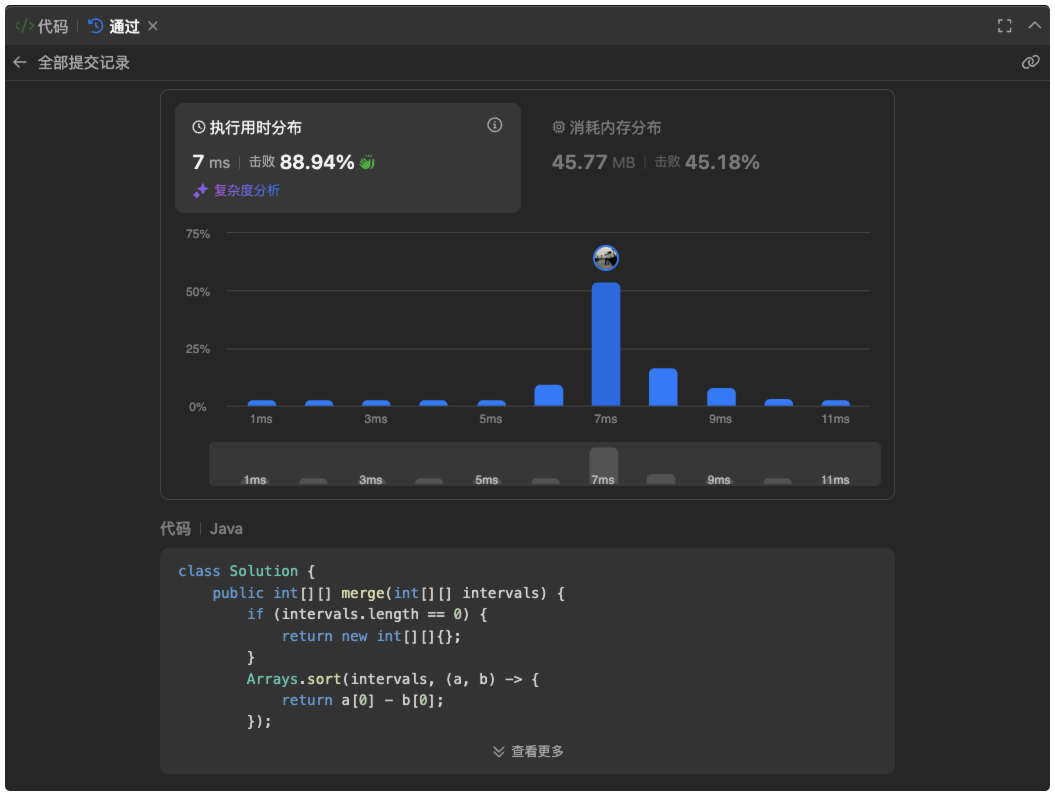 </> 代码 | 通过
全部提交记录
执行用时分布
7 ms | 击败 88.94%
复杂度分析
消耗内存分布
45.77 MB | 击败 45.18%
75%
50%
25%
0%
1ms 3ms 5ms 7ms 9ms 11ms
1ms 3ms 5ms 7ms 9ms 11ms
代码 | Java
class Solution {
    public int[][] merge(int[][] intervals) {
        if (intervals.length == 0) {
            return new int[][]{};
        }
        Arrays.sort(intervals, (a, b) -> {
            return a[0] - b[0];
        });
查看更多